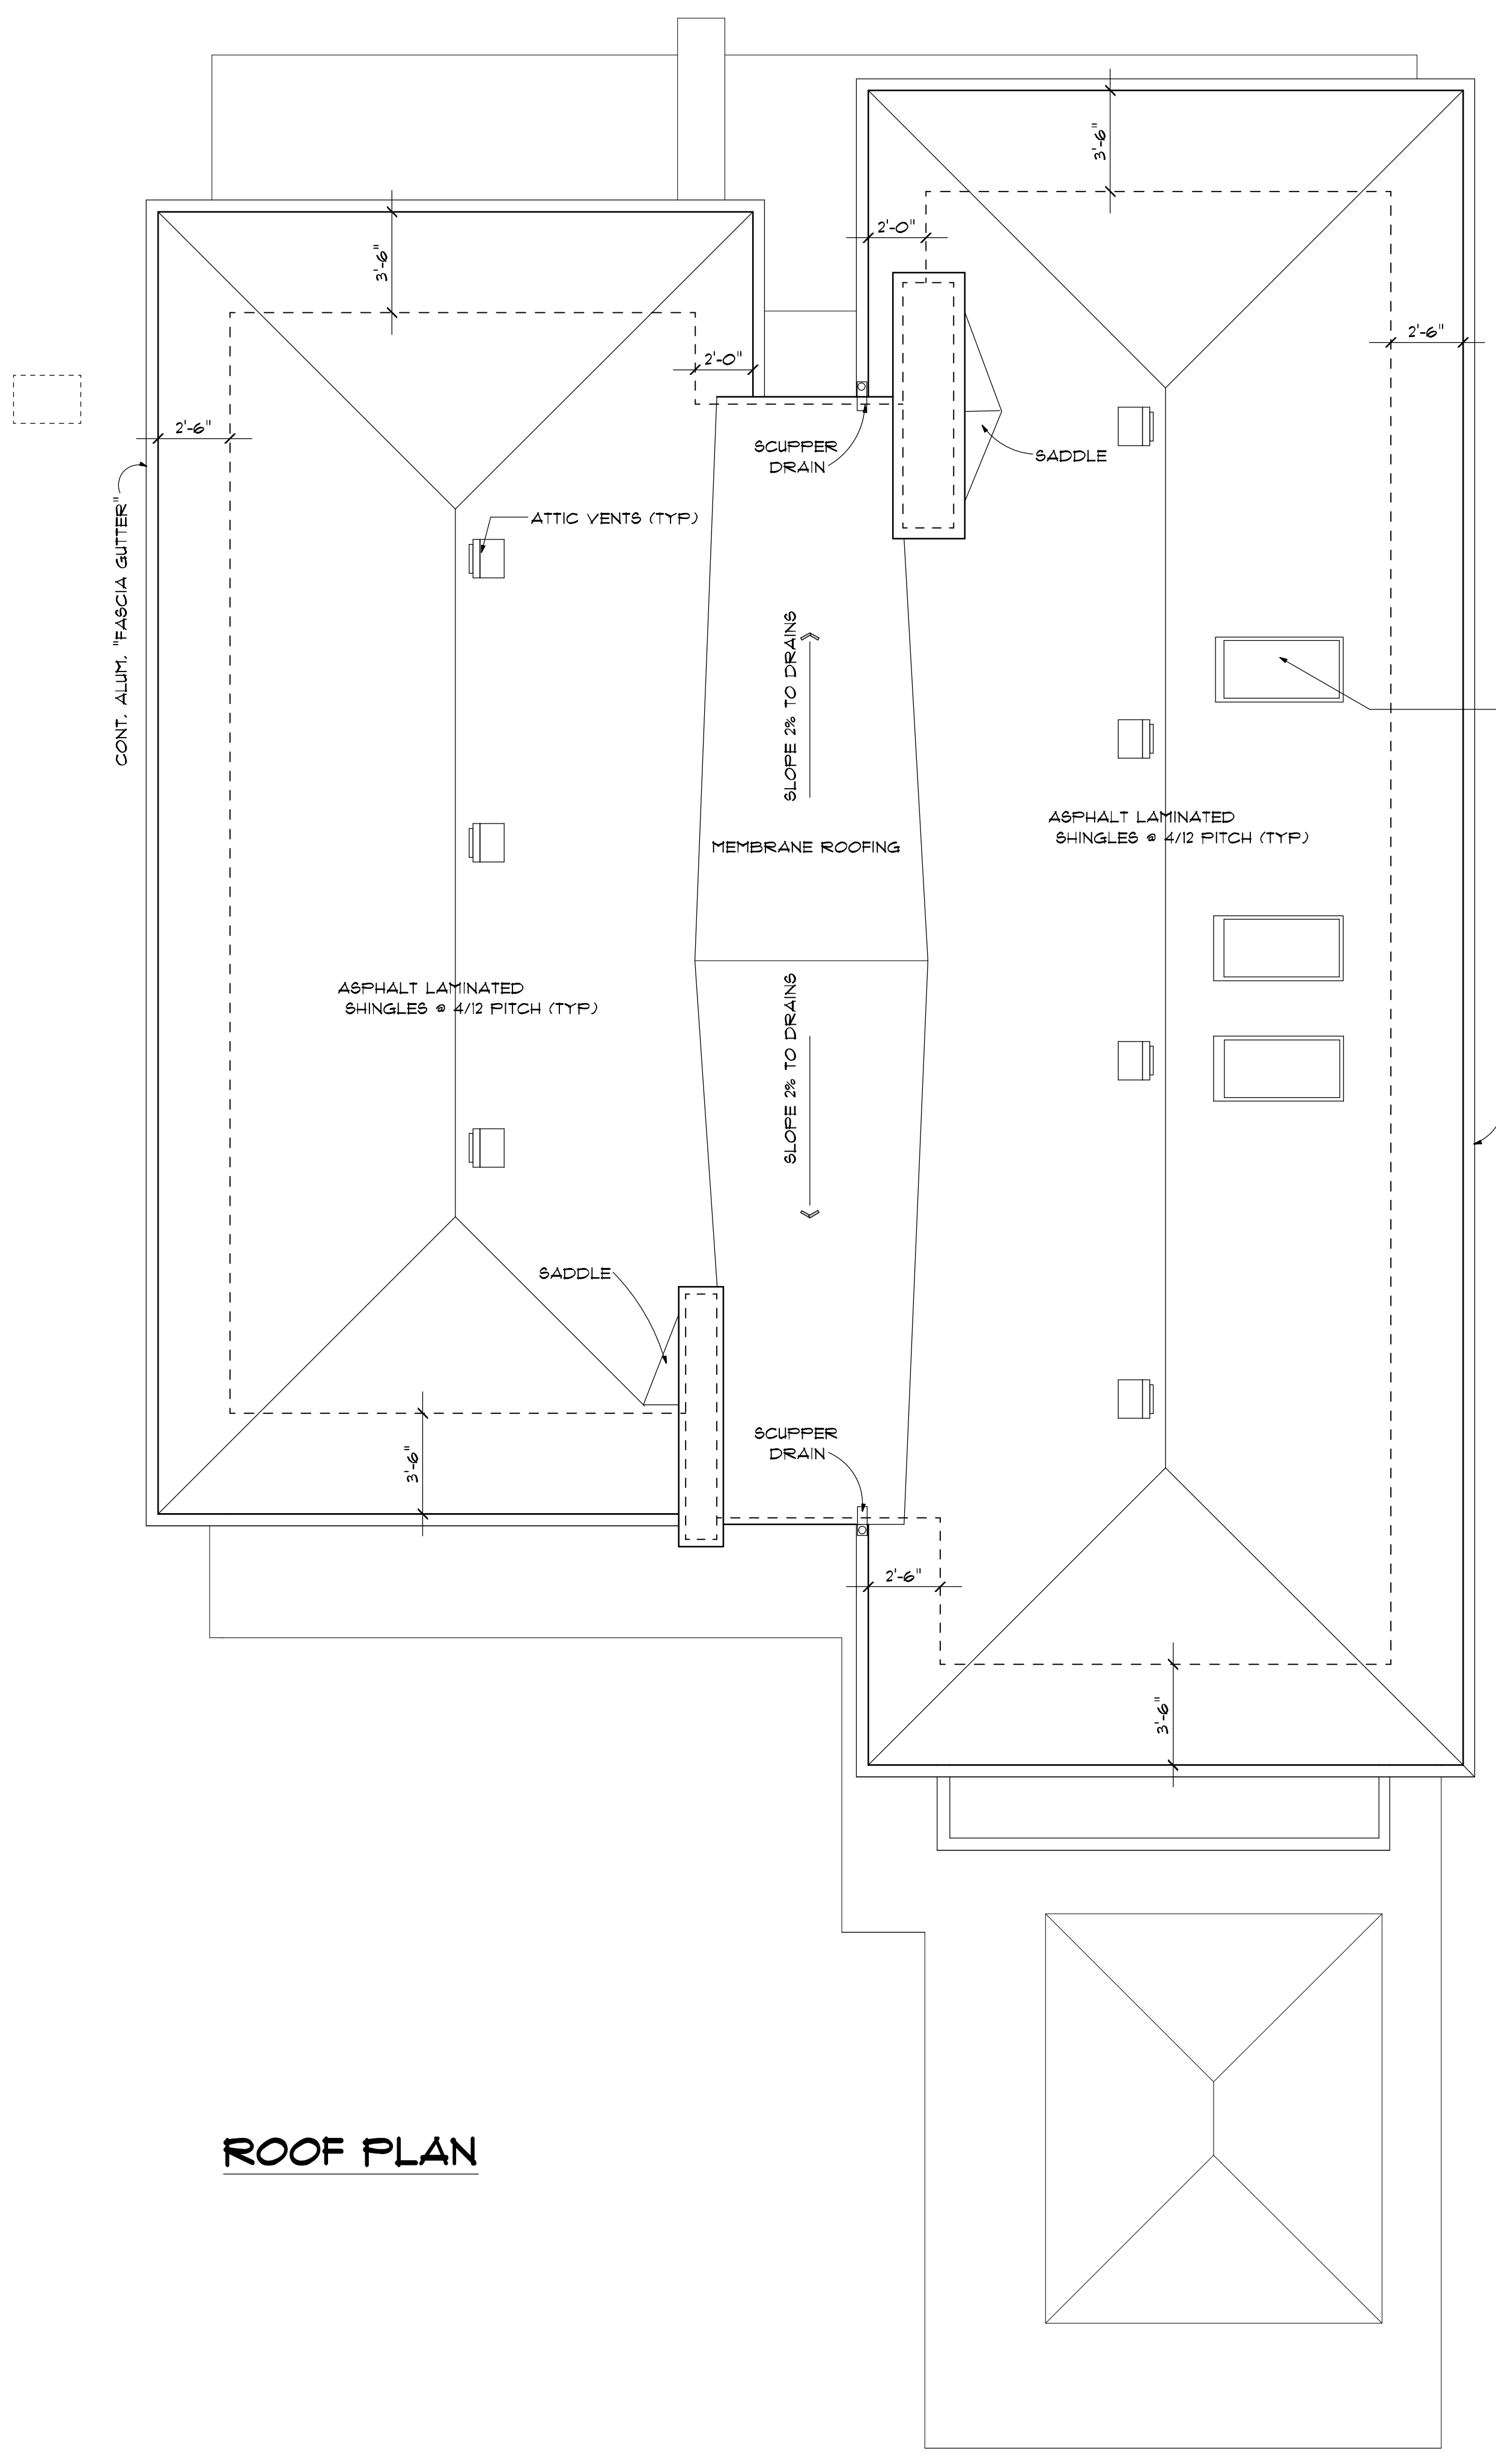 3'-6"
2'-0"
3'-6"
2'-6"
2'-0"
2'-6"
SCUPPER
DRAIN
SADDLE
CONT. ALUM. "FASCIA GUTTER"
ATTIC VENTS (TYP)
SLOPE 2% TO DRAINS
ASPHALT LAMINATED
SHINGLES @ 4/12 PITCH (TYP)
MEMBRANE ROOFING
ASPHALT LAMINATED
SHINGLES @ 4/12 PITCH (TYP)
SLOPE 2% TO DRAINS
SADDLE
SCUPPER
DRAIN
3'-6"
2'-6"
3'-6"
ROOF PLAN